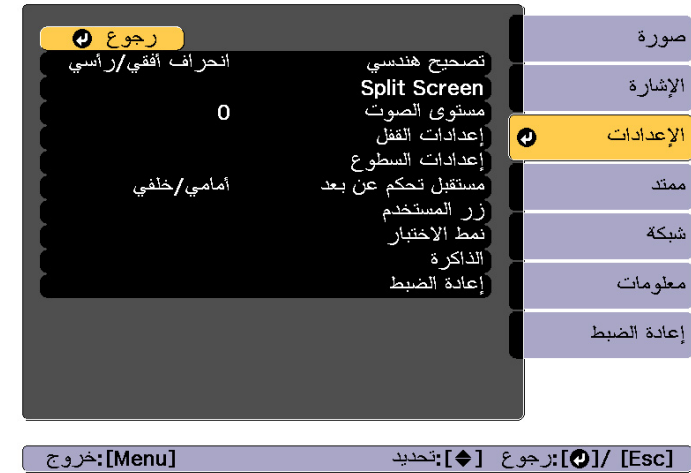 صورة
الإشارة
الإعدادات
ممتد
شبكة
معلومات
إعادة الضبط
رجوع
تصحيح هندسي انحراف أفقي/رأسي
Split Screen
مستوى الصوت 0
إعدادات القفل
إعدادات السطوع
مستقبل تحكم عن بعد أمامي/خلفي
زر المستخدم
نمط الاختبار
الذاكرة
إعادة الضبط
[Esc] /[]:رجوع []:تحديد [Menu]:خروج